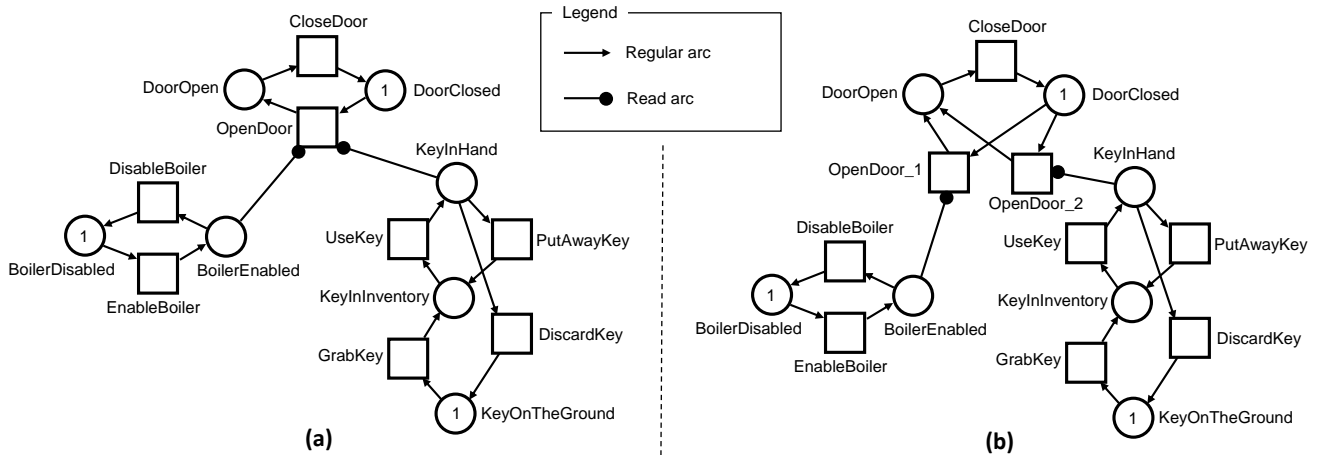 CloseDoor
DoorOpen
1
DoorClosed
OpenDoor
KeyInHand
DisableBoiler
1
UseKey
PutAwayKey
BoilerDisabled
BoilerEnabled
KeyInInventory
EnableBoiler
DiscardKey
GrabKey
1
KeyOnTheGround
(a)
Legend
Regular arc
Read arc
CloseDoor
DoorOpen
1
DoorClosed
KeyInHand
OpenDoor_1
OpenDoor_2
DisableBoiler
UseKey
PutAwayKey
1
KeyInInventory
BoilerDisabled
BoilerEnabled
DiscardKey
EnableBoiler
GrabKey
1
KeyOnTheGround
(b)